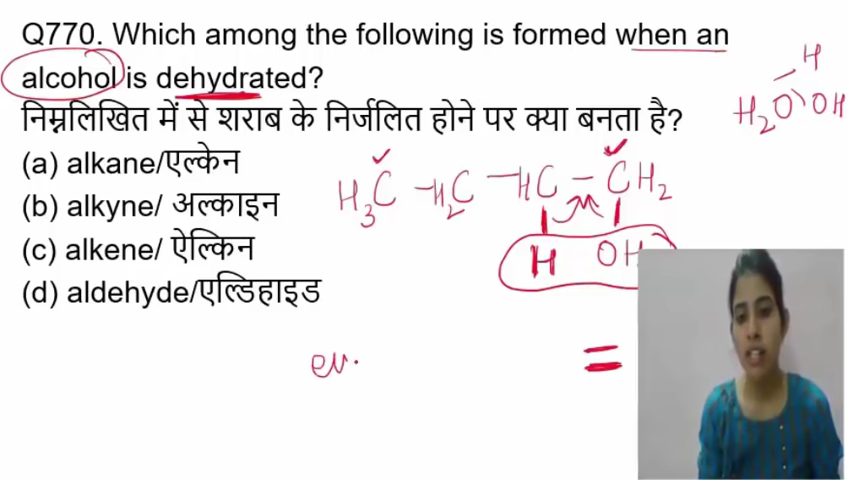 Q770. Which among the following is formed when an
alcohol is dehydrated?
निम्नलिखित में से शराब के निर्जलित होने पर क्या बनता है?
(a) alkane/एल्केन
(b) alkyne/ अल्काइन
(c) alkene/ ऐल्किन
(d) aldehyde/एल्डिहाइड
H
H2O OH
H3C – H2C – HC – CH2
H OH
=